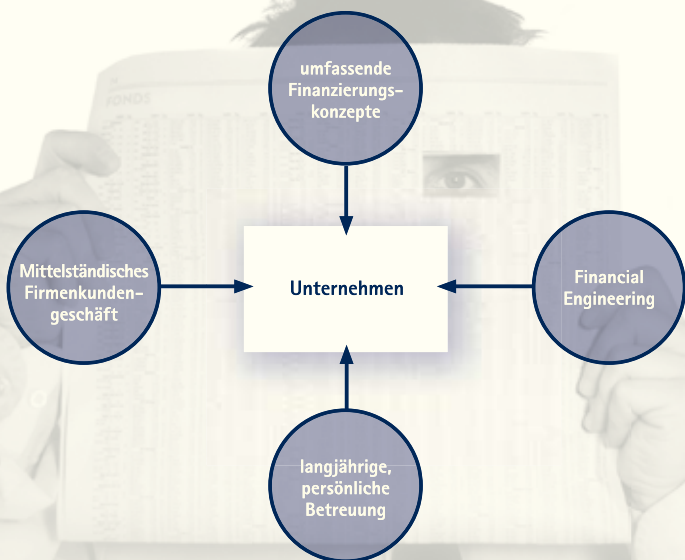 FONDS
umfassende
Finanzierungs-
konzepte
Mittelständisches
Firmenkunden-
geschäft
Unternehmen
Financial
Engineering
langjährige,
persönliche
Betreuung